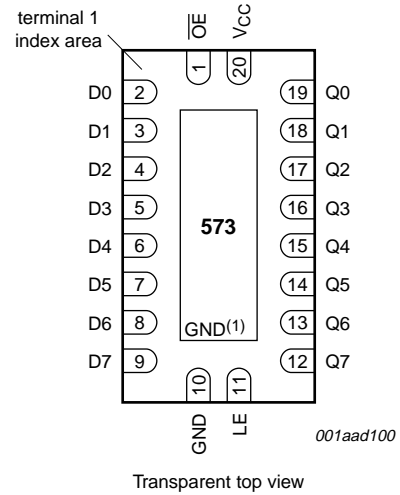 terminal 1
index area
OE VCC
1 20
D0 2 19 Q0
D1 3 18 Q1
D2 4 17 Q2
D3 5 16 Q3
573
D4 6 15 Q4
D5 7 14 Q5
D6 8 13 Q6
GND(1)
D7 9 12 Q7
10 11
GND LE
001aad100
Transparent top view